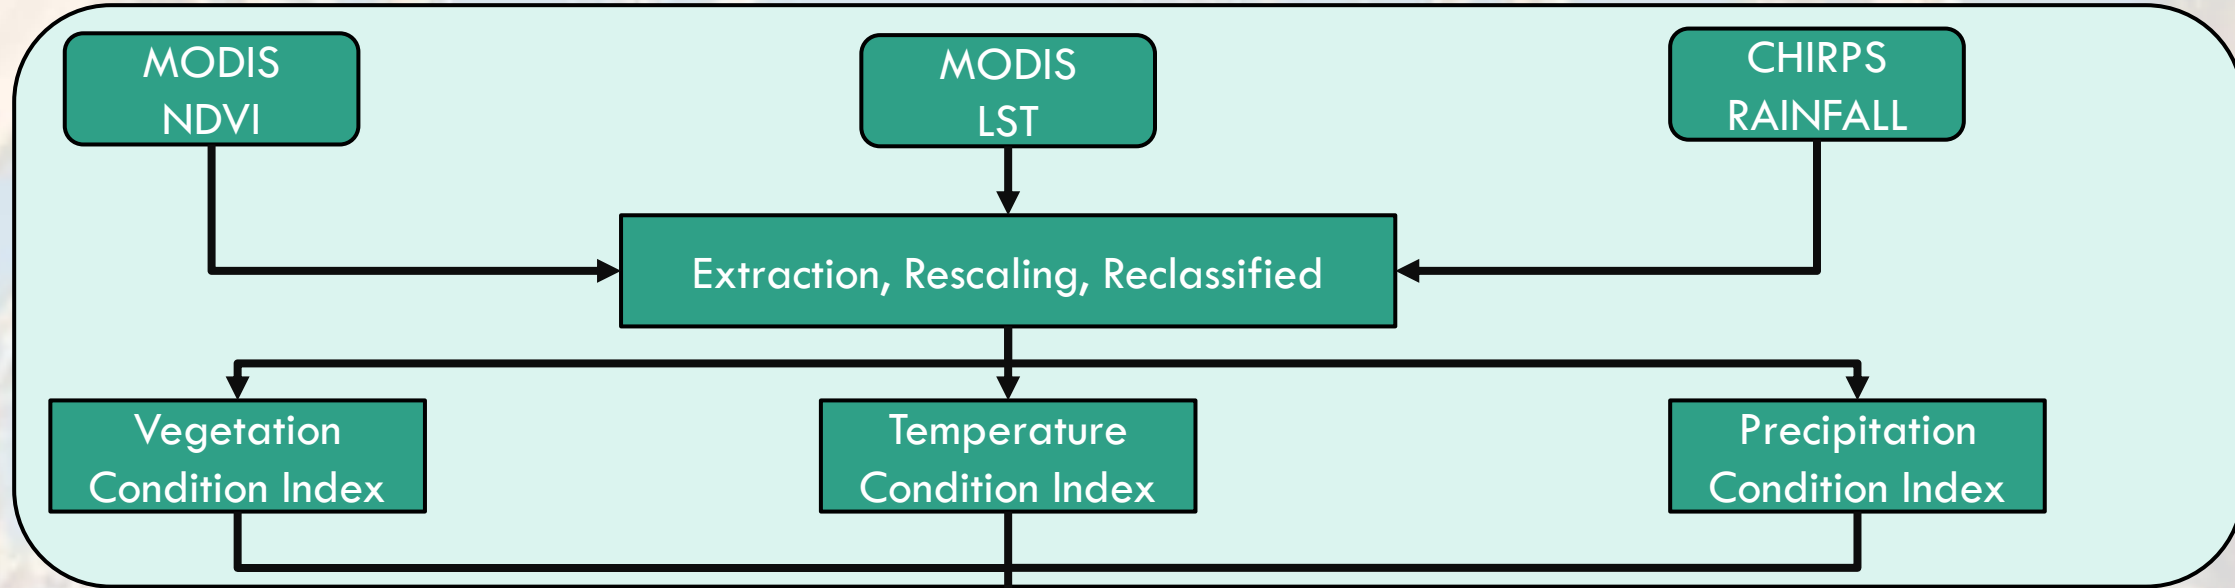 MODIS
NDVI
MODIS
LST
CHIRPS
RAINFALL
Extraction, Rescaling, Reclassified
Vegetation
Condition Index
Temperature
Condition Index
Precipitation
Condition Index